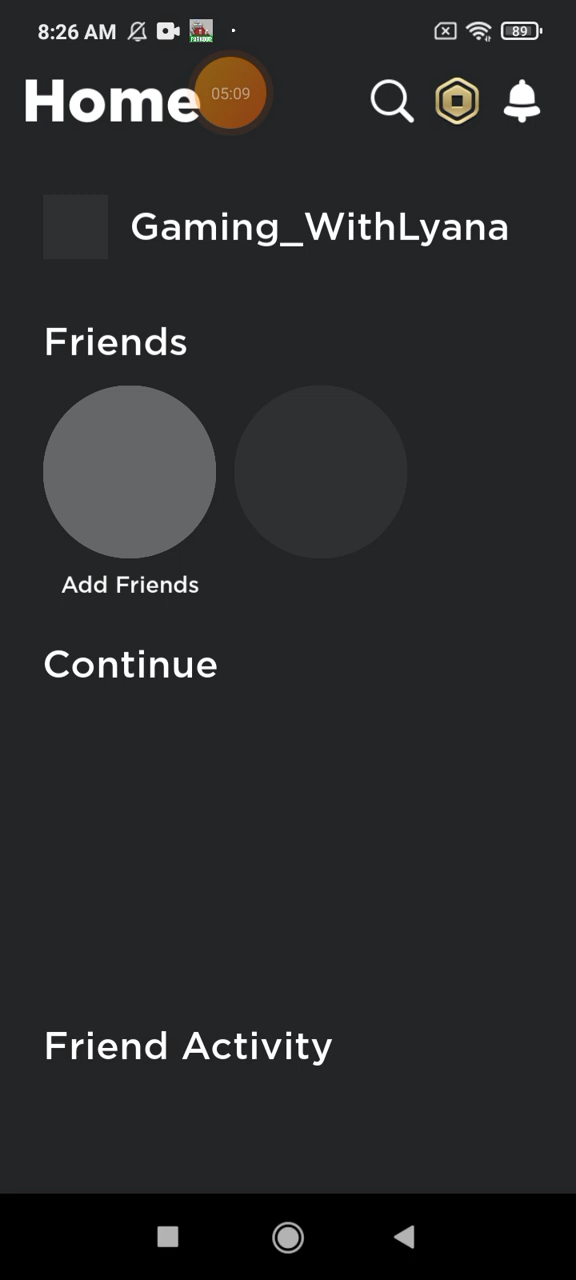 8:26 AM
89
Home
05:09
Gaming_WithLyana
Friends
Add Friends
Continue
Friend Activity